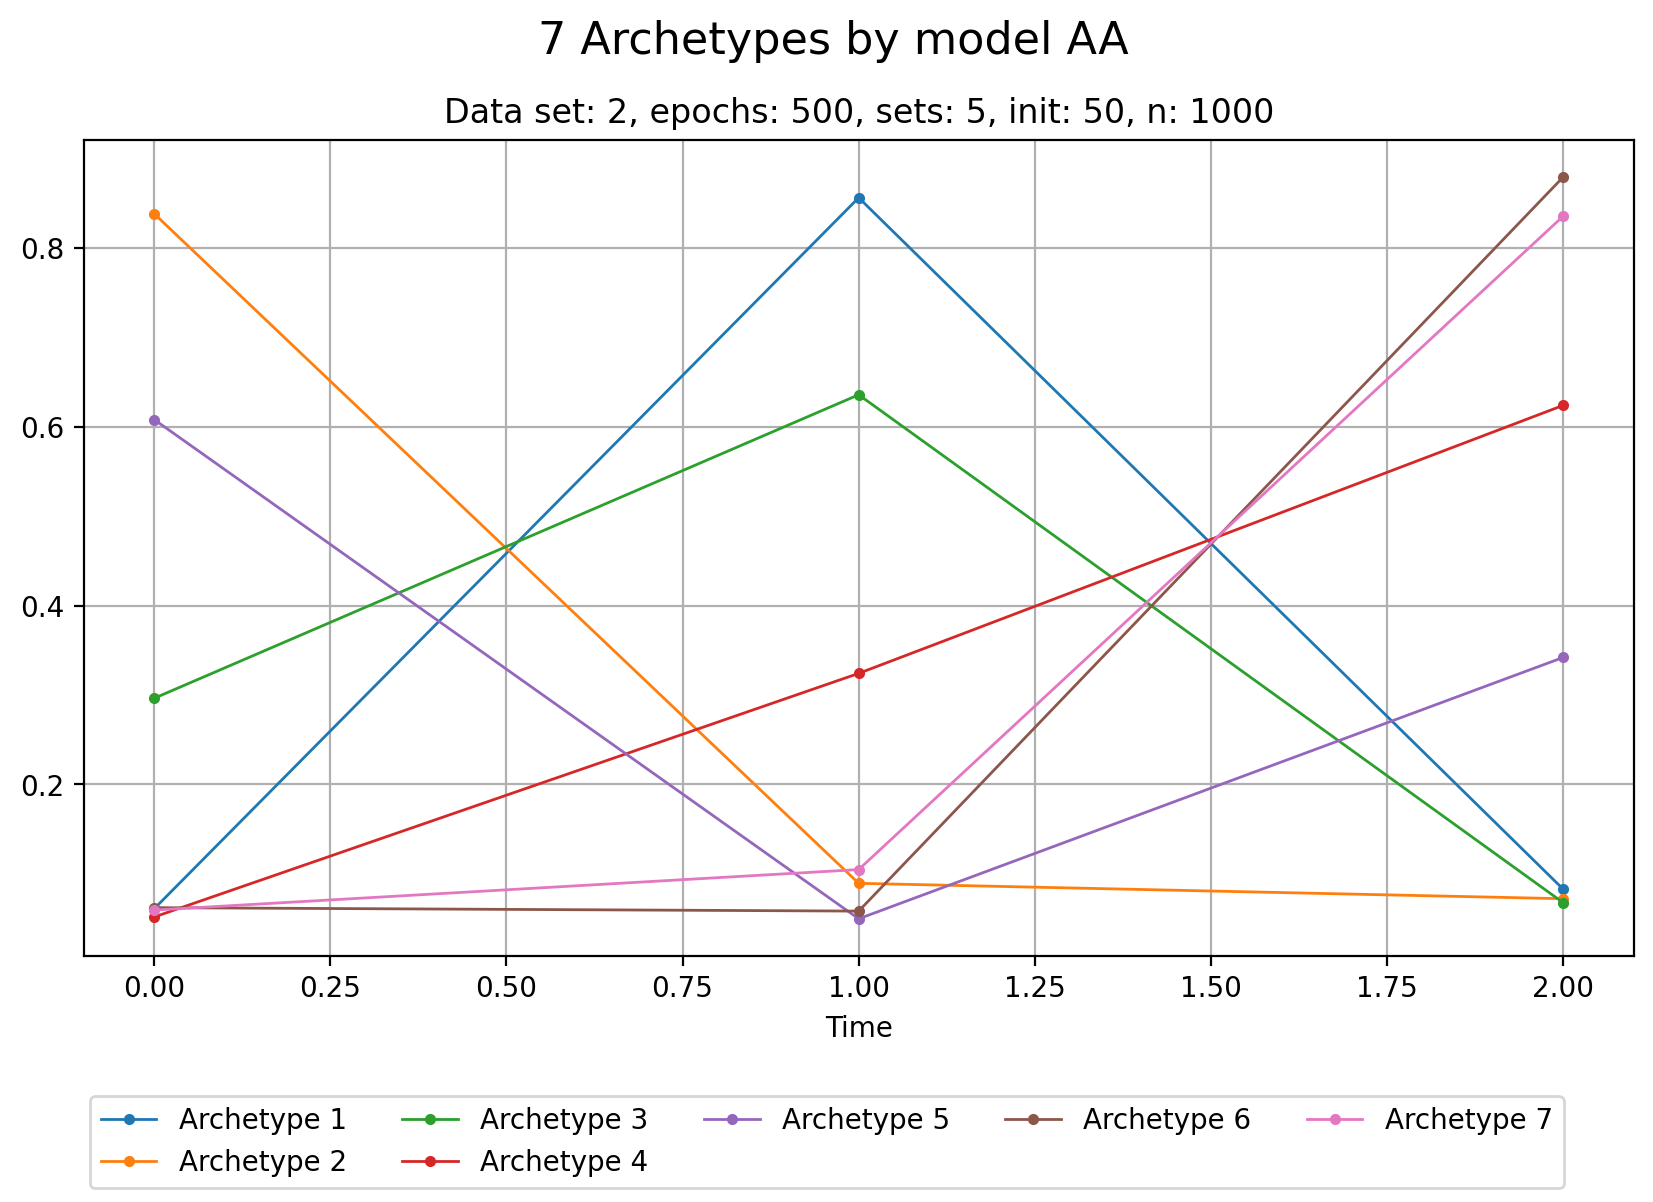 7 Archetypes by model AA
Data set: 2, epochs: 500, sets: 5, init: 50, n: 1000
0.8
0.6
0.4
0.2
0.00 0.25 0.50 0.75 1.00 1.25 1.50 1.75 2.00
Time
Archetype 1 Archetype 3 Archetype 5 Archetype 6 Archetype 7
Archetype 2 Archetype 4